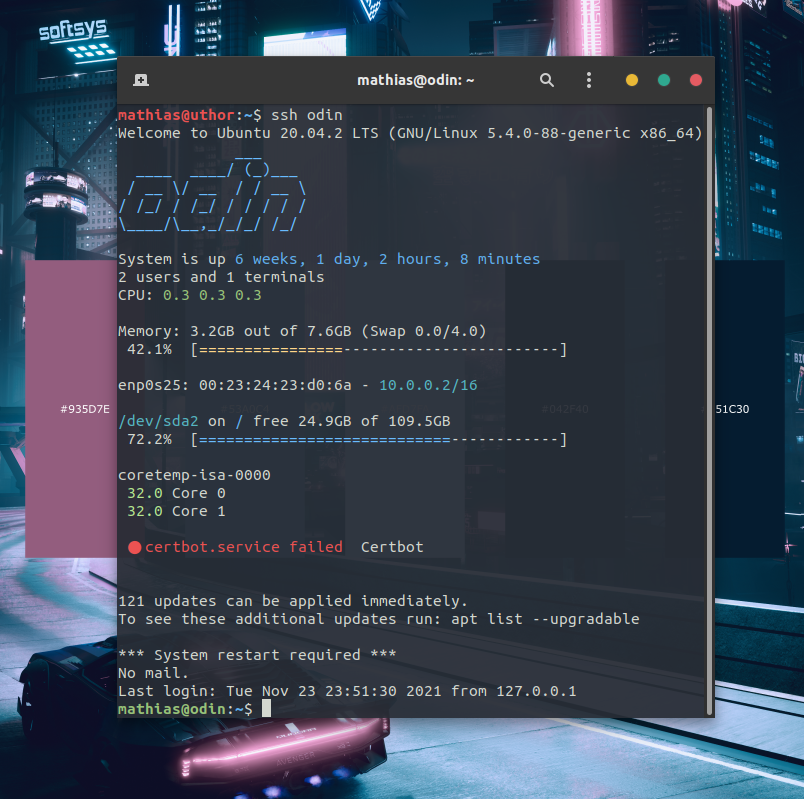 softsys
mathias@odin: ~
mathias@uthor:~$ ssh odin
Welcome to Ubuntu 20.04.2 LTS (GNU/Linux 5.4.0-88-generic x86_64)
odin
System is up 6 weeks, 1 day, 2 hours, 8 minutes
2 users and 1 terminals
CPU: 0.3 0.3 0.3
Memory: 3.2GB out of 7.6GB (Swap 0.0/4.0)
42.1% [================------------------------]
enp0s25: 00:23:24:23:d0:6a - 10.0.0.2/16
#935D7E
#042F40
51C30
/dev/sda2 on / free 24.9GB of 109.5GB
72.2% [============================------------]
coretemp-isa-0000
32.0 Core 0
32.0 Core 1
certbot.service failed Certbot
121 updates can be applied immediately.
To see these additional updates run: apt list --upgradable
*** System restart required ***
No mail.
Last login: Tue Nov 23 23:51:30 2021 from 127.0.0.1
mathias@odin:~$